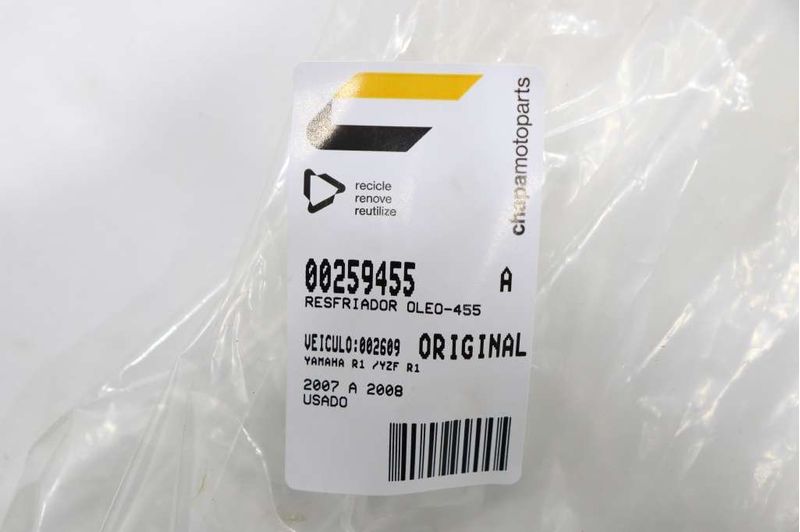 chapamotoparts
recicle
renove
reutilize
00259455 A
RESFRIADOR OLEO-455
VEICULO:002609 ORIGINAL
YAMAHA R1 /YZF R1
2007 A 2008
USADO